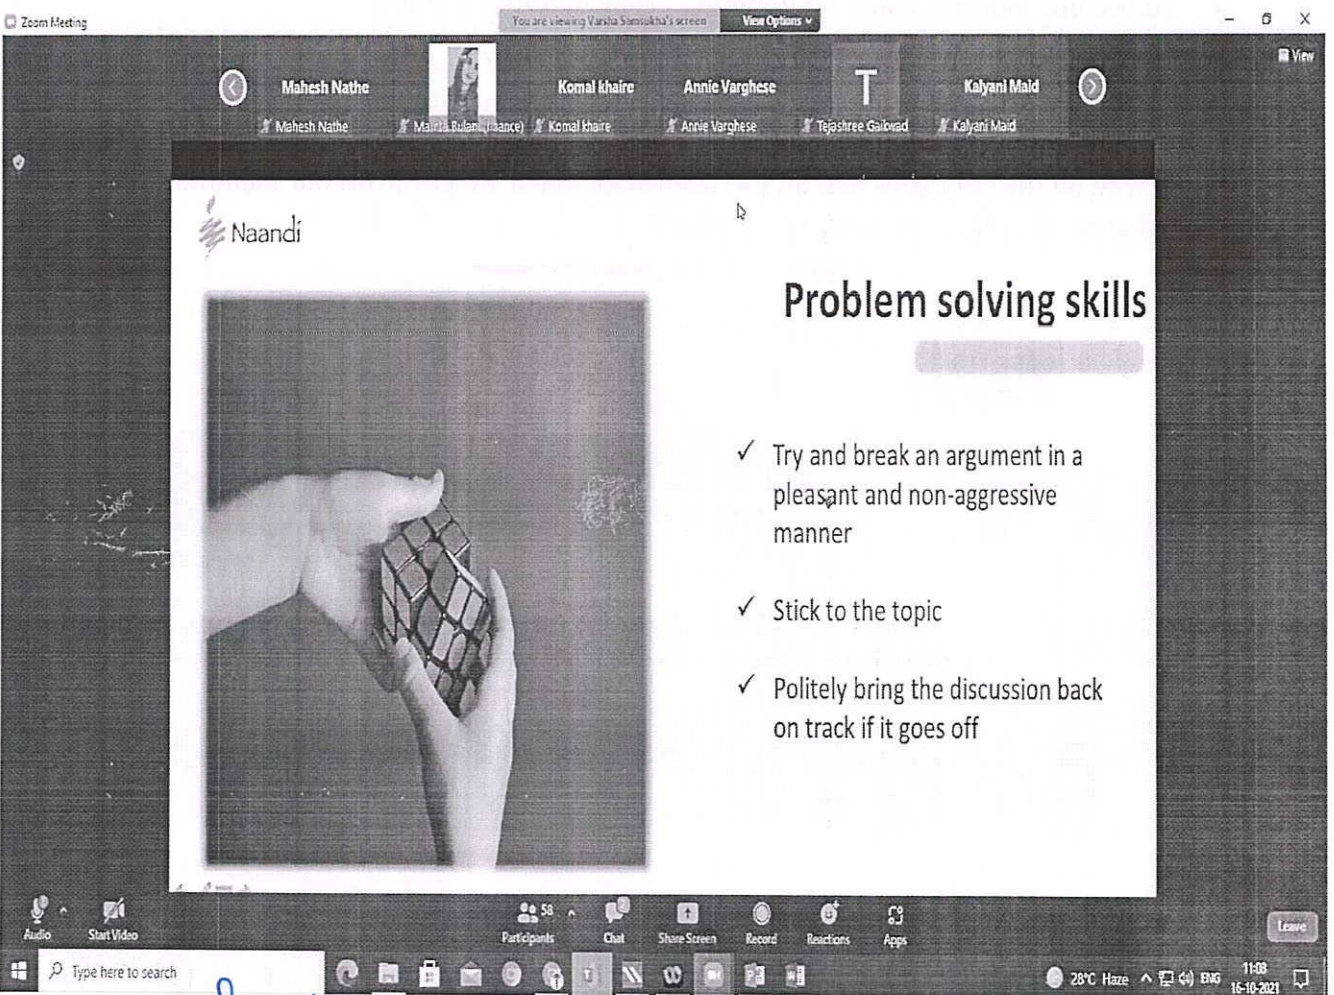 Zoom Meeting
You are viewing Varsha Samsukha's screen View Options
View
Mahesh Nathe Komal khaire Annie Varghese T Kalyani Maid
Mahesh Nathe
Komal khaire Annie Varghese Tejashree Gaikwad Kalyani Maid
Naandi
Problem solving skills
✓ Try and break an argument in a
pleasant and non-aggressive
manner
✓ Stick to the topic
✓ Politely bring the discussion back
on track if it goes off
58
Audio Start Video Participants Chat Share Screen Record Reactions Apps Leave
Type here to search 28°C Haze ENG 11:08
16-10-2021